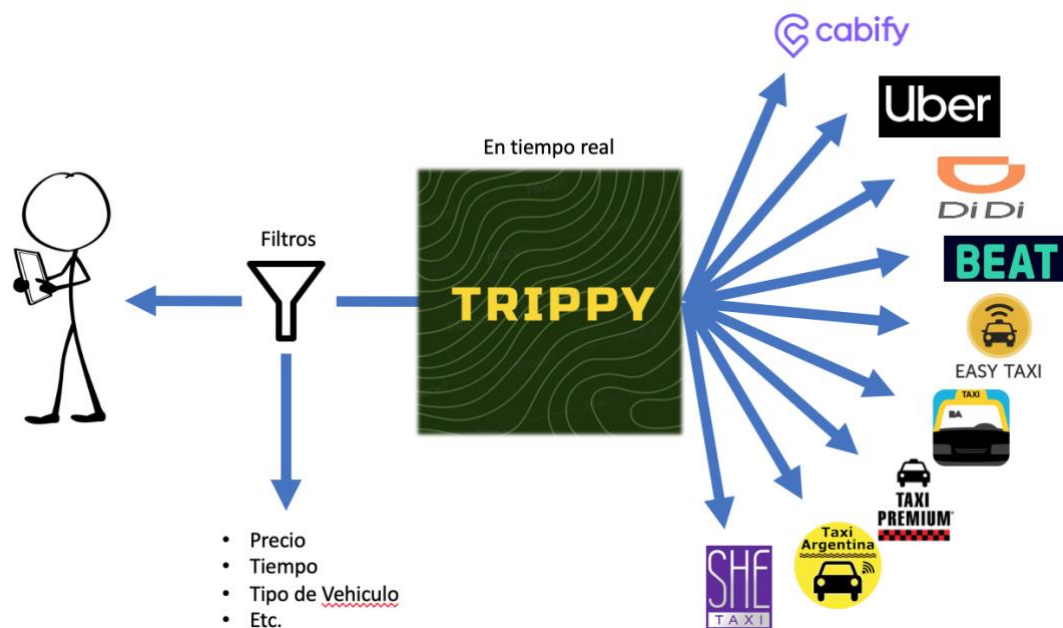 cabify
Uber
En tiempo real
DiDi
Filtros
BEAT
TRIPPY
EASY TAXI
TAXI
BA
TAXI
PREMIUM
Taxi
Argentina
SHE
TAXI
• Precio
• Tiempo
• Tipo de Vehiculo
• Etc.